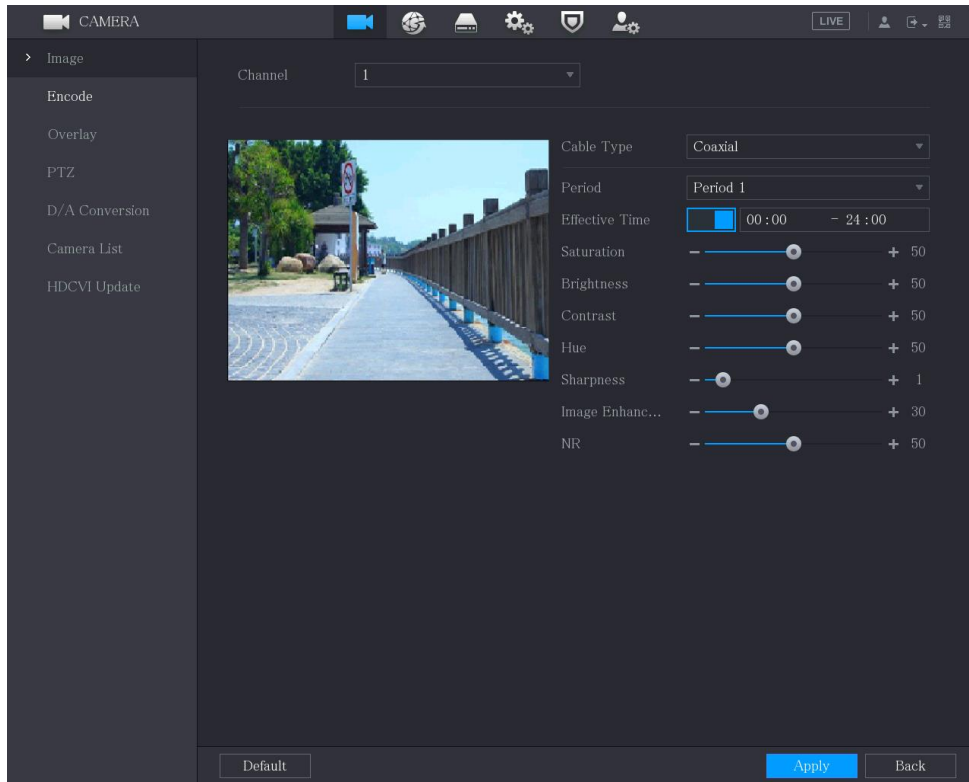 CAMERA
LIVE
Image
Encode
Overlay
PTZ
D/A Conversion
Camera List
HDCVI Update
Channel 1
Cable Type Coaxial
Period Period 1
Effective Time 00:00 - 24:00
Saturation - + 50
Brightness - + 50
Contrast - + 50
Hue - + 50
Sharpness - + 1
Image Enhanc... - + 30
NR - + 50
Default Apply Back